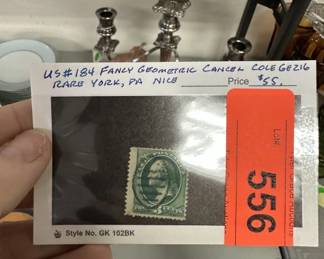 US#184 FANCY GEOMETRIC CANCEL COLE GE216
RARE YORK, PA NICE Price $55.
LOT
556
CENTS
Style No. GK 102BK